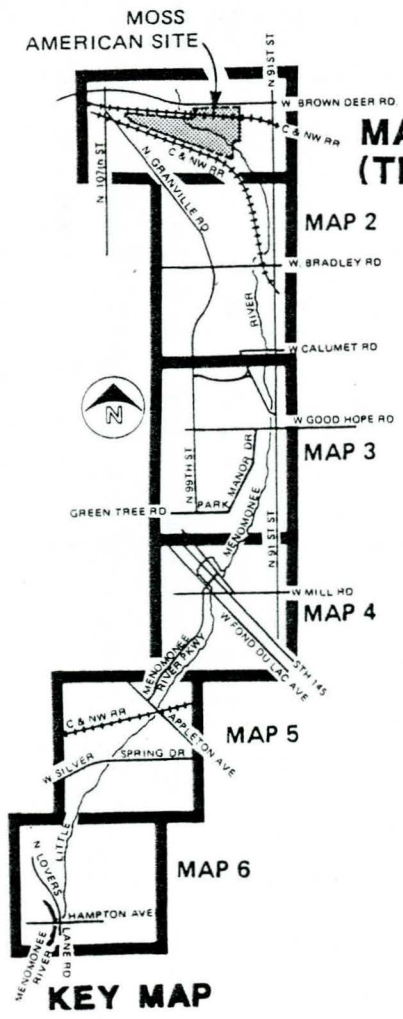 MOSS
AMERICAN SITE
N 91ST ST
W. BROWN DEER RD.
C & NW RR
MA
(TI
N 107th ST
C & NW RR
N GRANVILLE RD
MAP 2
W. BRADLEY RD
RIVER
W CALUMET RD
N
W GOOD HOPE RD
MAP 3
N 99TH ST
PARK MANOR DR
GREEN TREE RD
MENOMONEE
N 91 ST ST
W MILL RD
MAP 4
W FOND DU LAC AVE
STH 145
MENOMONEE
RIVER PKWY
C & NW RR
APPLETON AVE
MAP 5
W SILVER SPRING DR
LITTLE
MAP 6
N LOVERS
HAMPTON AVE
LANE RD
MENOMONEE
RIVER
KEY MAP